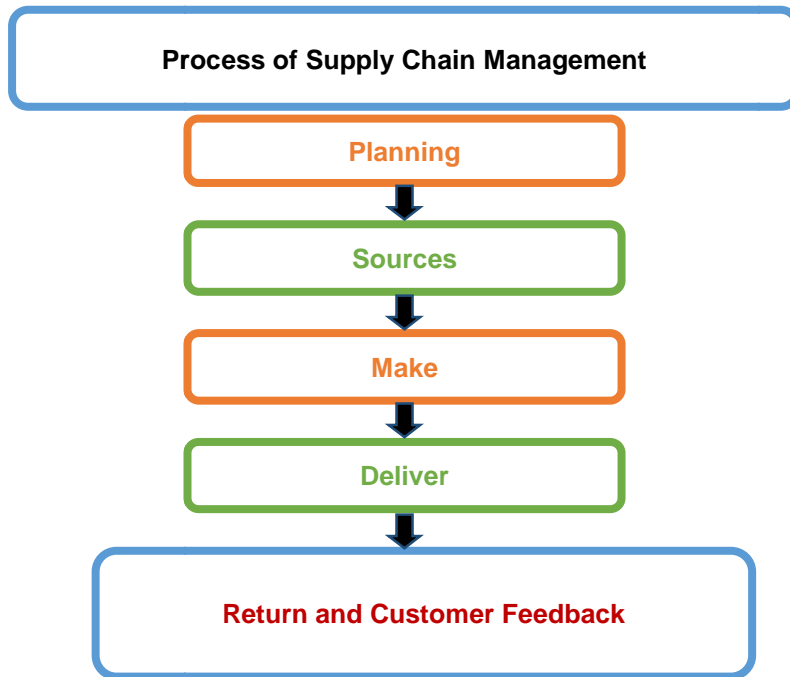 Process of Supply Chain Management
Planning
Sources
Make
Deliver
Return and Customer Feedback